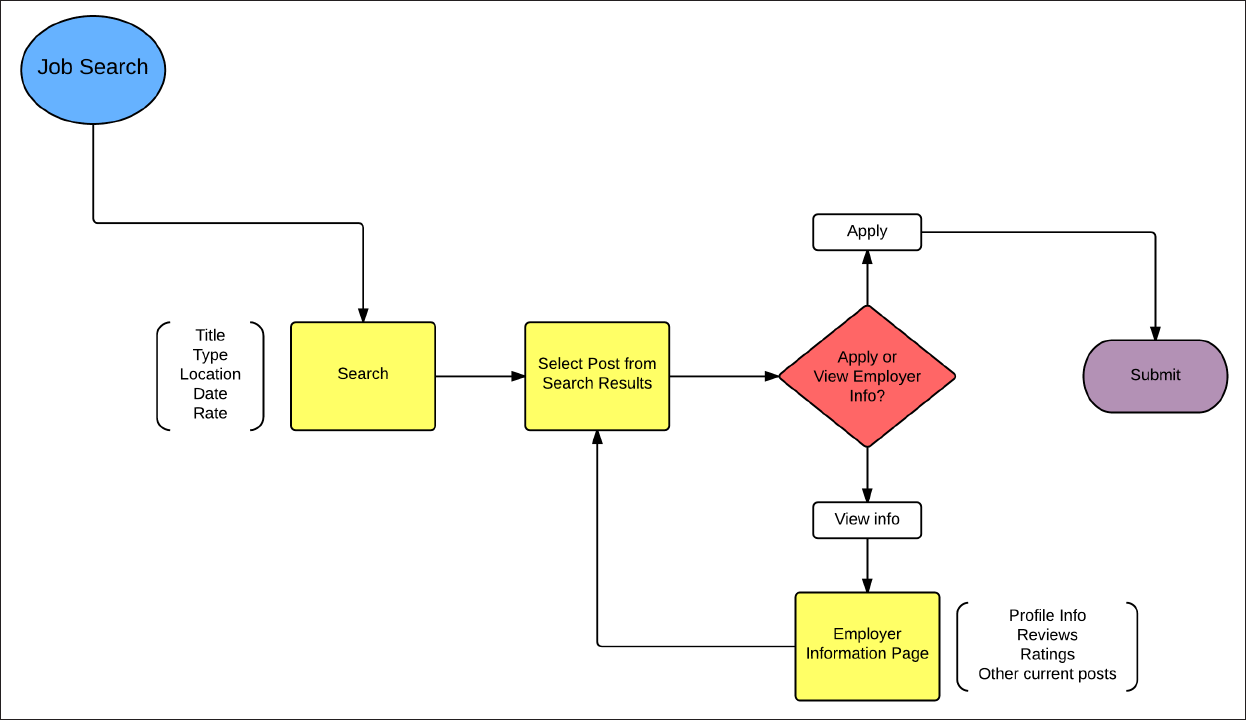 Job Search
Apply
Title
Type
Location
Date
Rate
Search
Select Post from
Search Results
Apply or
View Employer
Info?
Submit
View info
Employer
Information Page
Profile Info
Reviews
Ratings
Other current posts